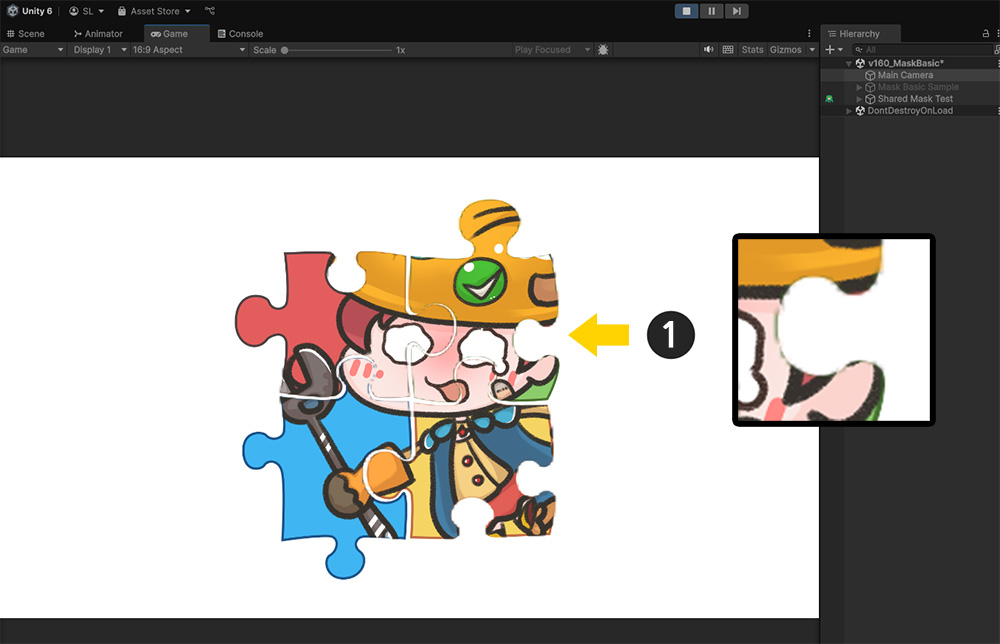 Unity 6 SL Asset Store
Scene Animator Game Console
Game Display 1 16:9 Aspect Scale 1x Play Focused Stats Gizmos
Hierarchy
All
v160_MaskBasic*
Main Camera
Mask Basic Sample
Shared Mask Test
DontDestroyOnLoad
1